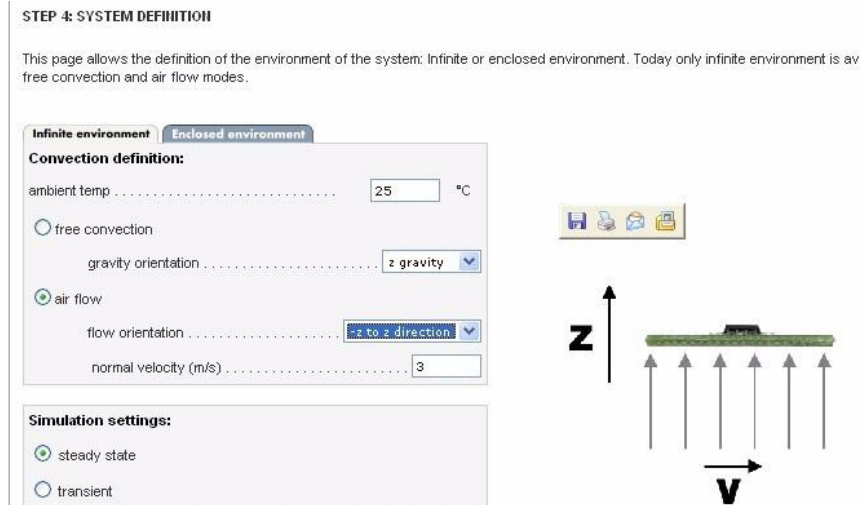 STEP 4: SYSTEM DEFINITION
This page allows the definition of the environment of the system: Infinite or enclosed environment. Today only infinite environment is av
free convection and air flow modes.
Infinite environment Enclosed environment
Convection definition:
ambient temp . . . . . . . . . . . . . . . . . . . . . . . . . . . . 25 °C
free convection
gravity orientation . . . . . . . . . . . . . . . . . . . . . . . z gravity
air flow
flow orientation . . . . . . . . . . . . . . . . . . . -z to z direction
normal velocity (m/s) . . . . . . . . . . . . . . . . . . . . . . . 3
Z
Simulation settings:
steady state
transient
V